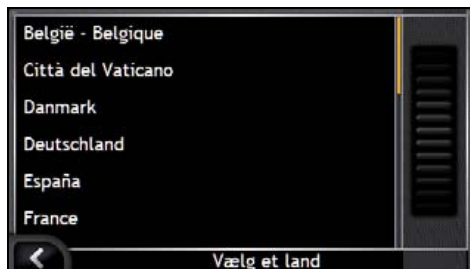 België - Belgique
Città del Vaticano
Danmark
Deutschland
España
France
Vælg et land